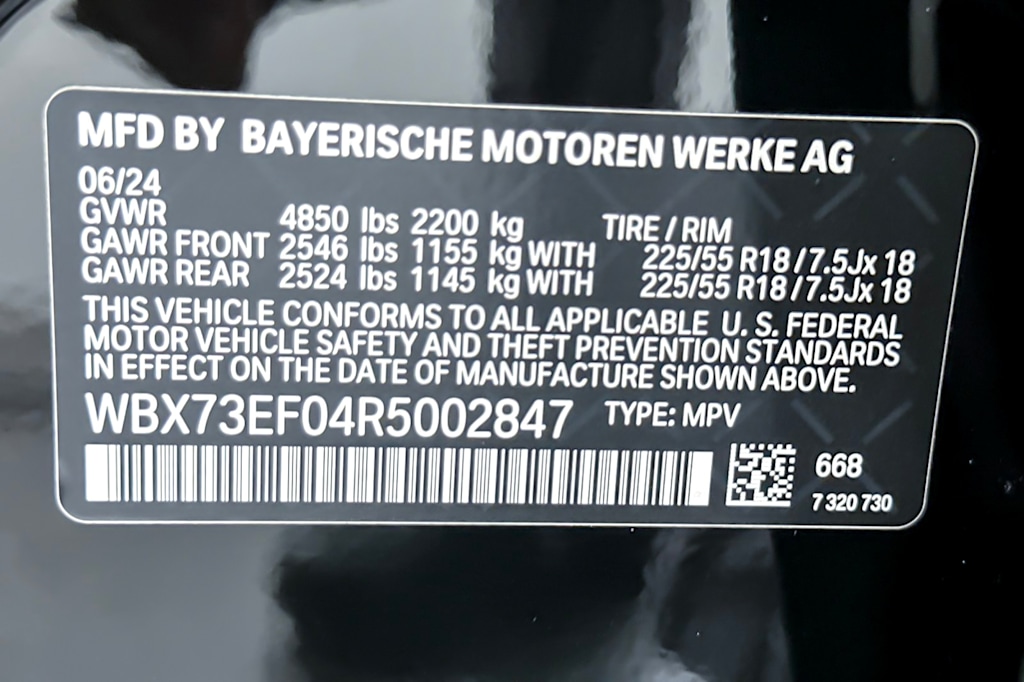 MFD BY BAYERISCHE MOTOREN WERKE AG
06/24
GVWR 4850 lbs 2200 kg TIRE / RIM
GAWR FRONT 2546 lbs 1155 kg WITH 225/55 R18 / 7.5Jx 18
GAWR REAR 2524 lbs 1145 kg WITH 225/55 R18 / 7.5Jx 18
THIS VEHICLE CONFORMS TO ALL APPLICABLE U. S. FEDERAL
MOTOR VEHICLE SAFETY AND THEFT PREVENTION STANDARDS
IN EFFECT ON THE DATE OF MANUFACTURE SHOWN ABOVE.
WBX73EF04R5002847 TYPE: MPV
668
7 320 730